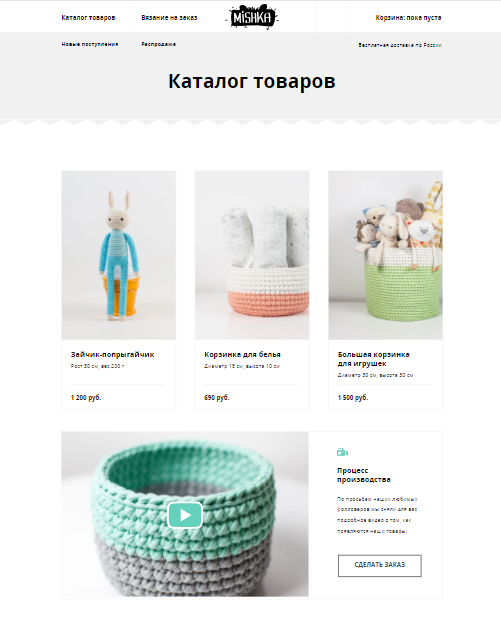 Каталог товаров
Вязание на заказ
MiSHKA
Корзина: пока пуста
Новые поступления
Распродажа
Бесплатная доставка по России
Каталог товаров
Зайчик-попрыгайчик
Рост 30 см, вес 200 г
1 200 руб.
Корзинка для белья
Диаметр 15 см, высота 10 см
690 руб.
Большая корзинка
для игрушек
Диаметр 50 см, высота 50 см
1 500 руб.
Процесс
производства
По просьбам наших любимых
фолловеров мы сняли для вас
подробное видео о том, как
появляются наши товары.
СДЕЛАТЬ ЗАКАЗ